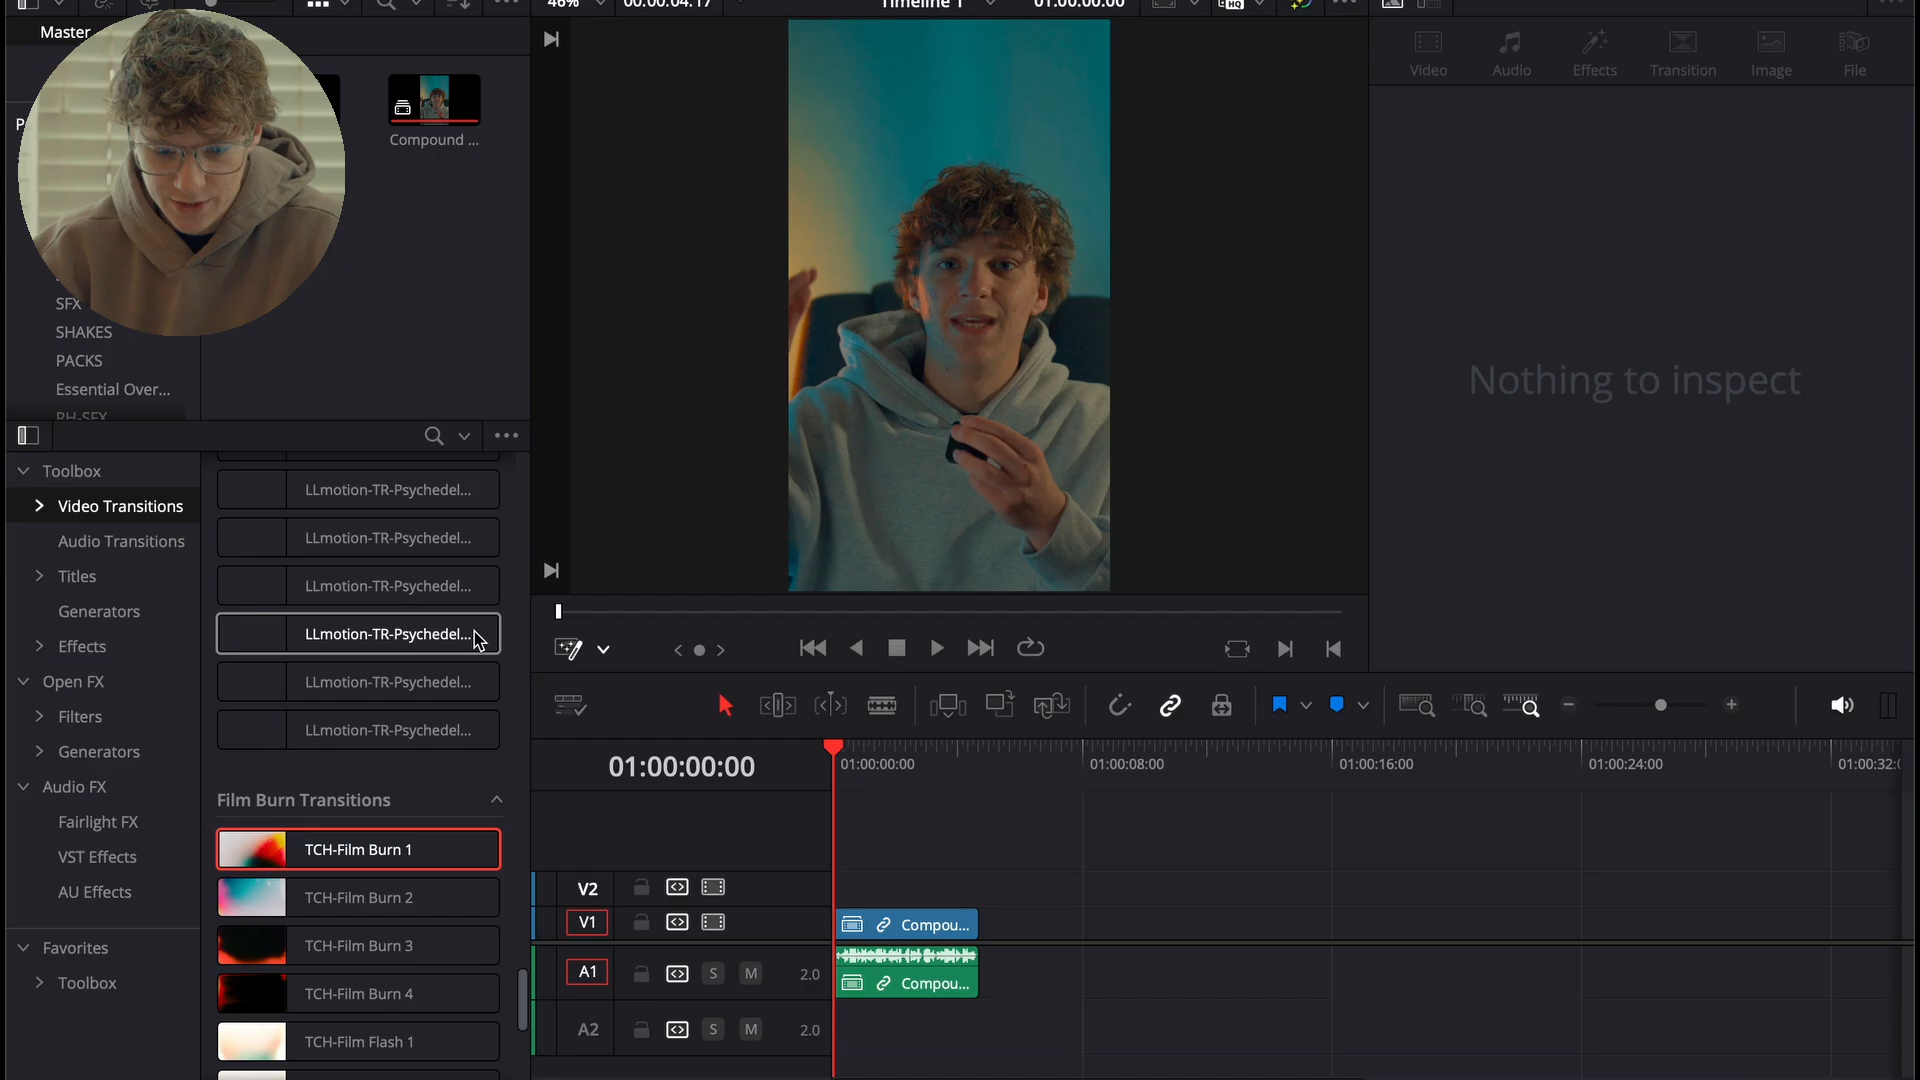 46%
00:00:04:17
Timeline 1
01:00:00:00
Master
Compound ...
Video
Audio
Effects
Transition
Image
File
SFX
SHAKES
PACKS
Essential Over...
RH-SFX
Nothing to inspect
Toolbox
Video Transitions
Audio Transitions
Titles
Generators
Effects
Open FX
Filters
Generators
Audio FX
Fairlight FX
VST Effects
AU Effects
Favorites
Toolbox
LLmotion-TR-Psychedel...
LLmotion-TR-Psychedel...
LLmotion-TR-Psychedel...
LLmotion-TR-Psychedel...
LLmotion-TR-Psychedel...
LLmotion-TR-Psychedel...
Film Burn Transitions
TCH-Film Burn 1
TCH-Film Burn 2
TCH-Film Burn 3
TCH-Film Burn 4
TCH-Film Flash 1
01:00:00:00
01:00:00:00
01:00:08:00
01:00:16:00
01:00:24:00
01:00:32:0
V2
V1
Compou...
A1
S
M
2.0
Compou...
A2
S
M
2.0